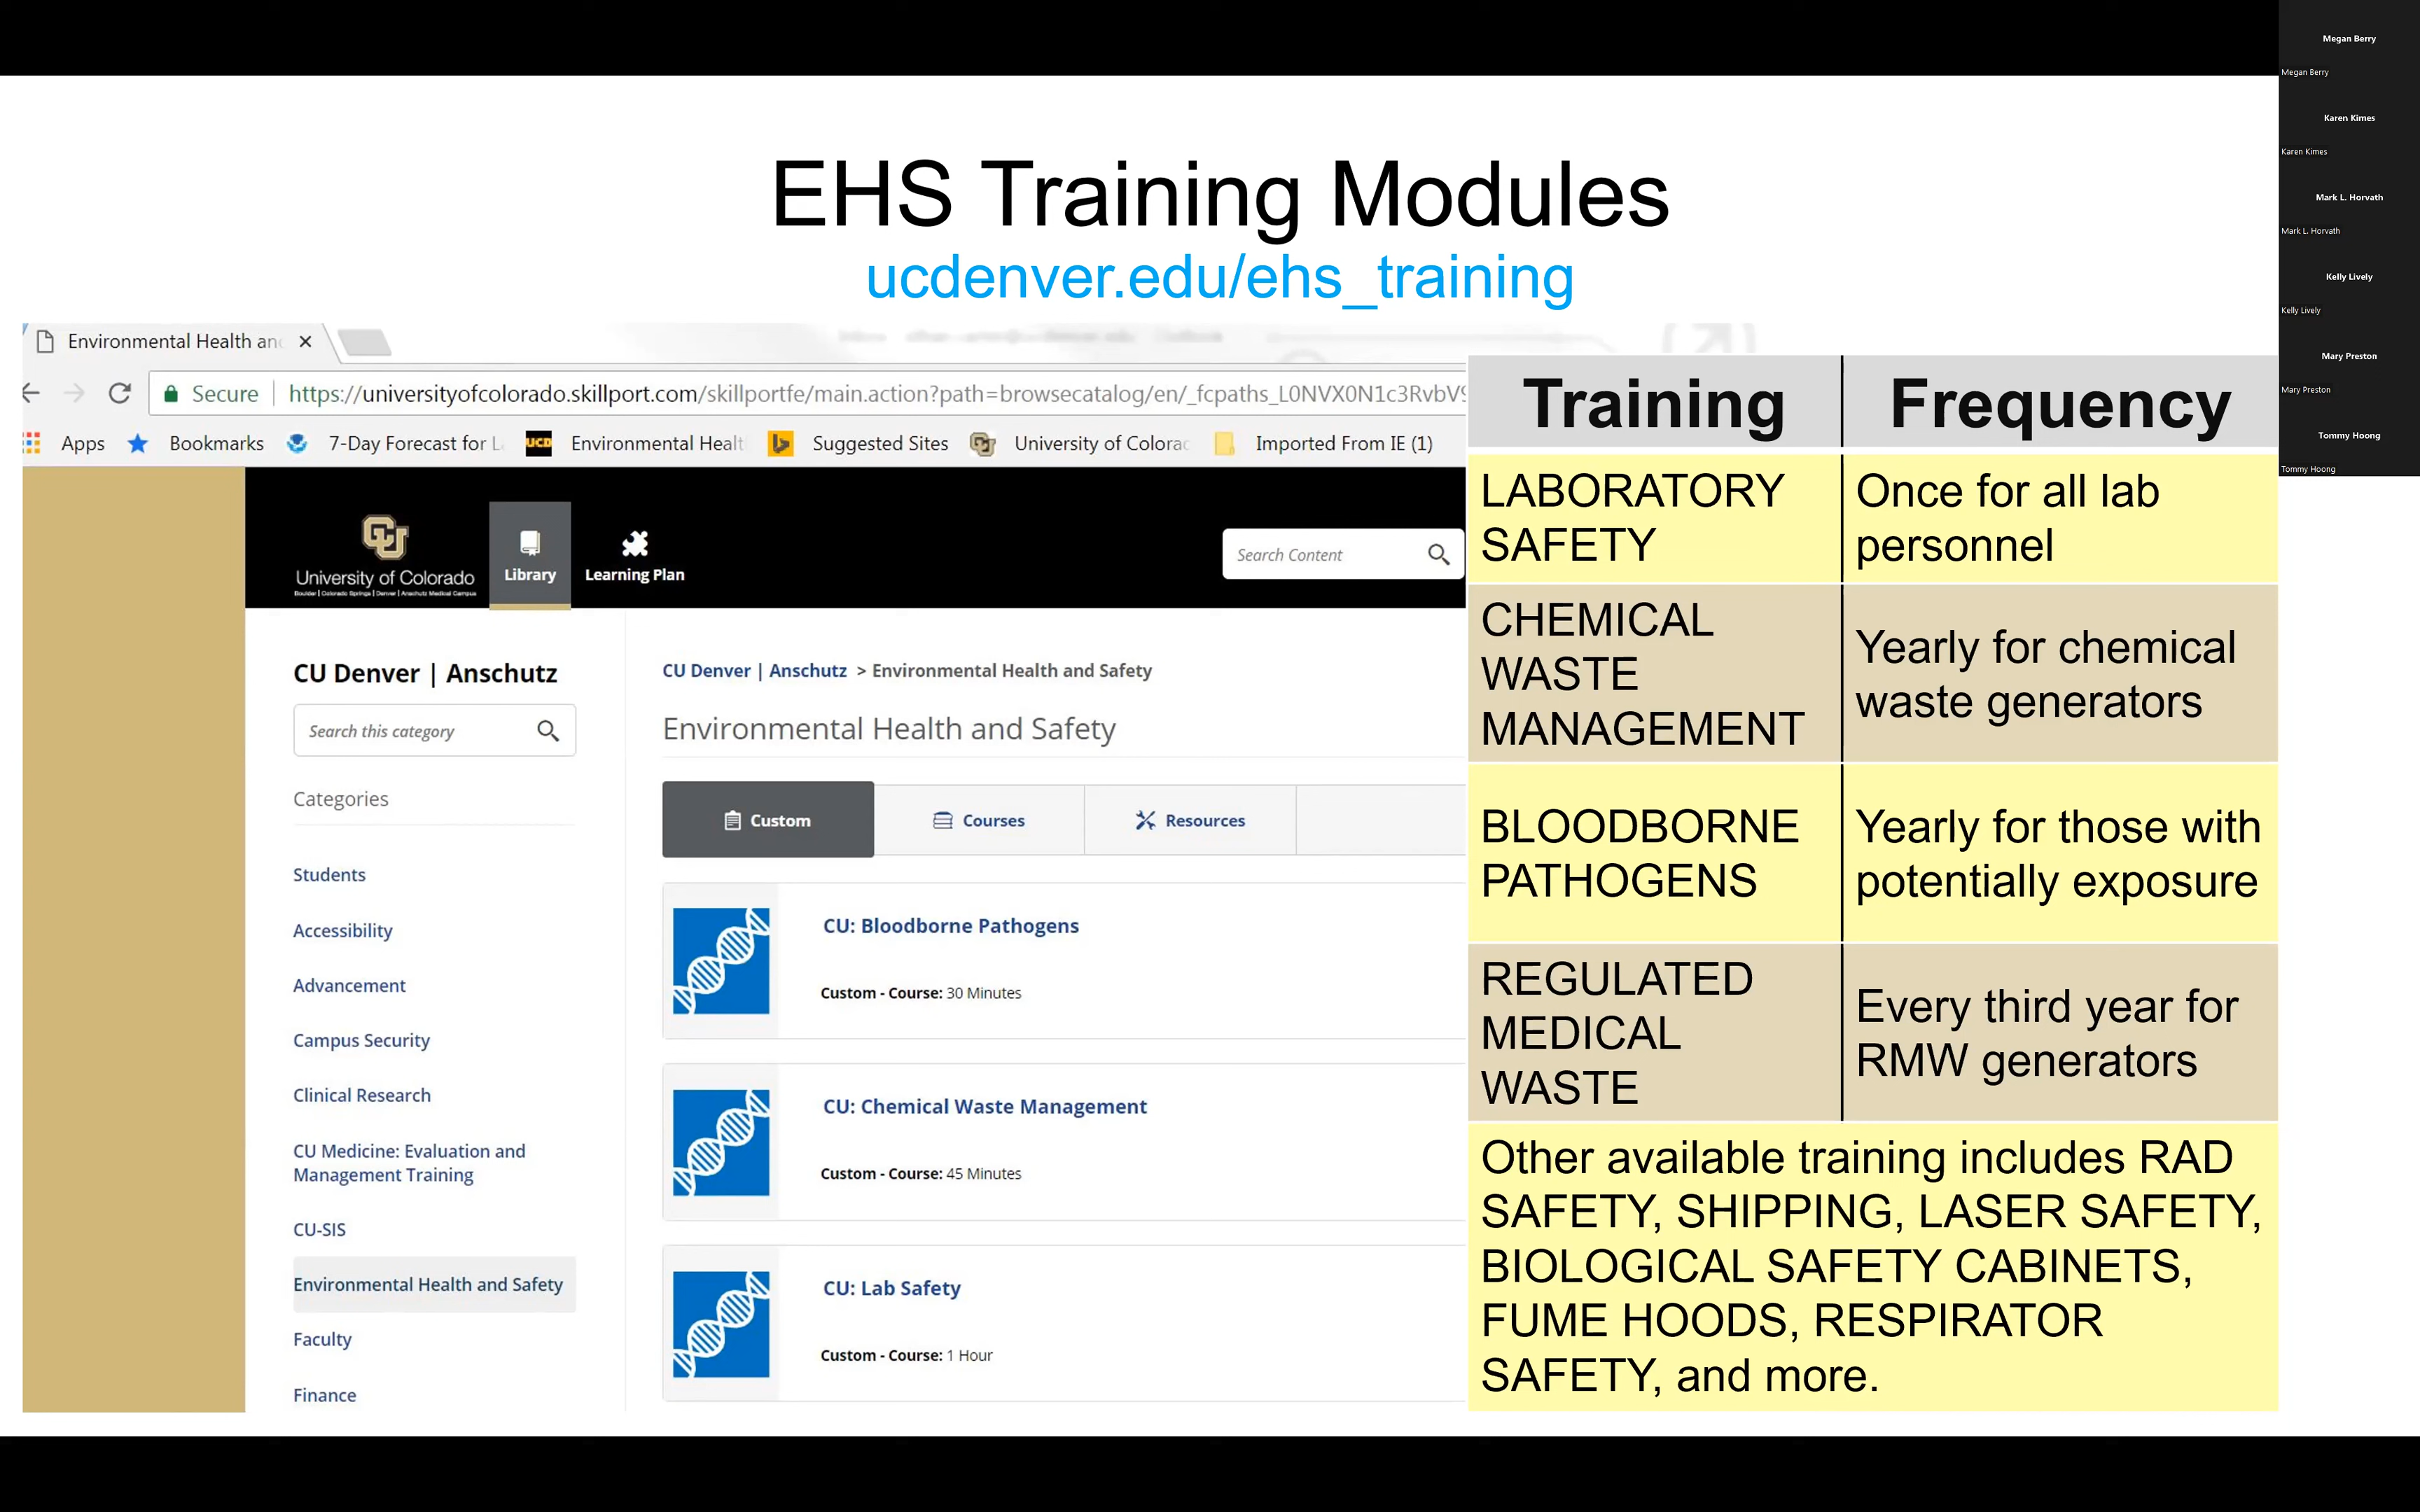 EHS Training Modules
ucdenver.edu/ehs_training
Environmental Health an
Secure https://universityofcolorado.skillport.com/skillportfe/main.action?path=browsecatalog/en/_fcpaths_L0NVX0N1c3RvbV9
Apps Bookmarks 7-Day Forecast for L UCD Environmental Healt Suggested Sites University of Colorac Imported From IE (1)
University of Colorado
Boulder | Colorado Springs | Denver | Anschutz Medical Campus
Library
Learning Plan
Search Content
CU Denver | Anschutz
Search this category
Categories
Students
Accessibility
Advancement
Campus Security
Clinical Research
CU Medicine: Evaluation and
Management Training
CU-SIS
Environmental Health and Safety
Faculty
Finance
CU Denver | Anschutz > Environmental Health and Safety
Environmental Health and Safety
Custom Courses Resources
CU: Bloodborne Pathogens
Custom - Course: 30 Minutes
CU: Chemical Waste Management
Custom - Course: 45 Minutes
CU: Lab Safety
Custom - Course: 1 Hour
Training Frequency
LABORATORY
SAFETY
Once for all lab
personnel
CHEMICAL
WASTE
MANAGEMENT
Yearly for chemical
waste generators
BLOODBORNE
PATHOGENS
Yearly for those with
potentially exposure
REGULATED
MEDICAL
WASTE
Every third year for
RMW generators
Other available training includes RAD
SAFETY, SHIPPING, LASER SAFETY,
BIOLOGICAL SAFETY CABINETS,
FUME HOODS, RESPIRATOR
SAFETY, and more.
Megan Berry
Megan Berry
Karen Kimes
Karen Kimes
Mark L. Horvath
Mark L. Horvath
Kelly Lively
Kelly Lively
Mary Preston
Mary Preston
Tommy Hoong
Tommy Hoong